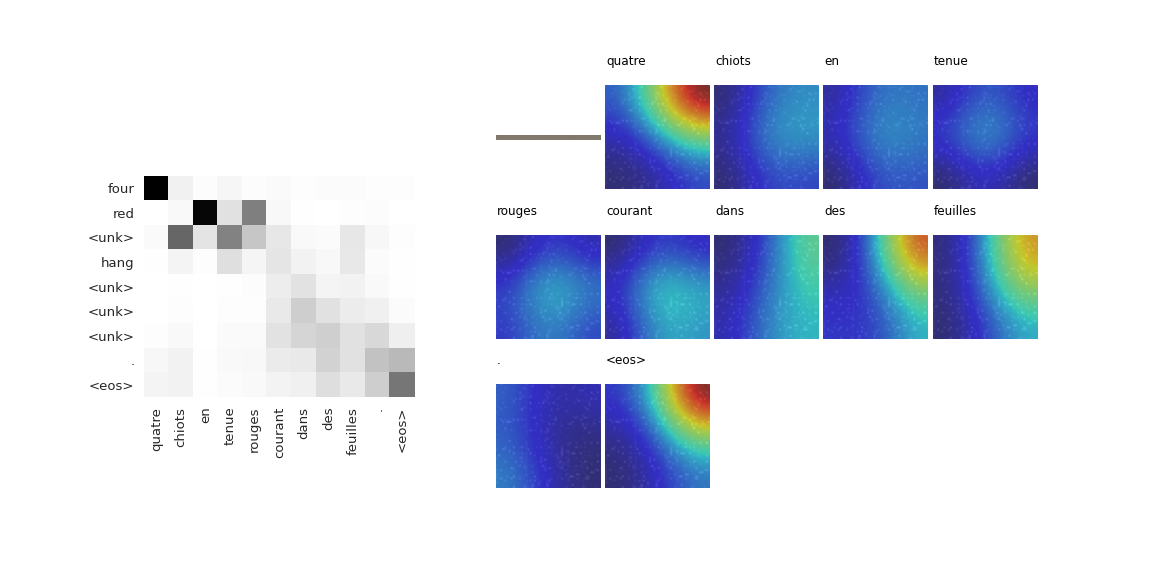 four
red
<unk>
hang
<unk>
<unk>
<unk>
.
<eos>
quatre
chiots
en
tenue
rouges
courant
dans
des
feuilles
.
<eos>
quatre chiots en tenue
rouges courant dans des feuilles
. <eos>